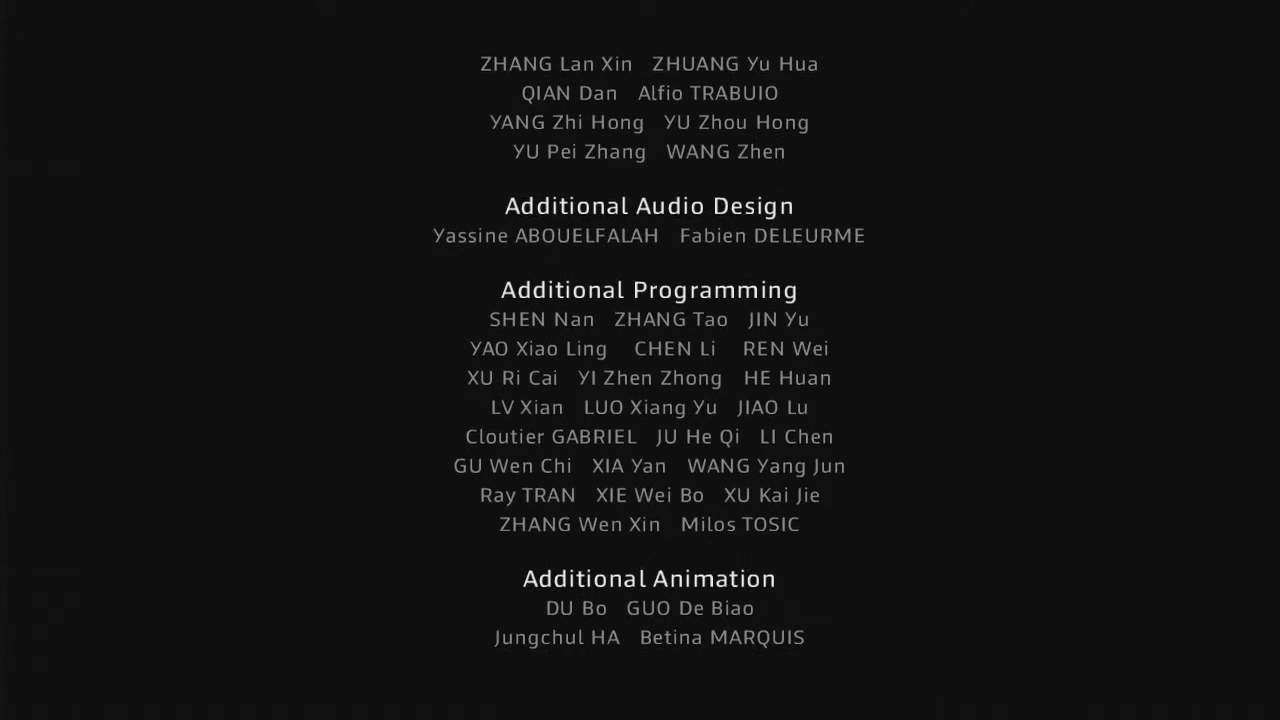 ZHANG Lan Xin ZHUANG Yu Hua
QIAN Dan Alfio TRABUIO
YANG Zhi Hong YU Zhou Hong
YU Pei Zhang WANG Zhen
Additional Audio Design
Yassine ABOUELFALAH Fabien DELEURME
Additional Programming
SHEN Nan ZHANG Tao JIN Yu
YAO Xiao Ling CHEN Li REN Wei
XU Ri Cai YI Zhen Zhong HE Huan
LV Xian LUO Xiang Yu JIAO Lu
Cloutier GABRIEL JU He Qi LI Chen
GU Wen Chi XIA Yan WANG Yang Jun
Ray TRAN XIE Wei Bo XU Kai Jie
ZHANG Wen Xin Milos TOSIC
Additional Animation
DU Bo GUO De Biao
Jungchul HA Betina MARQUIS